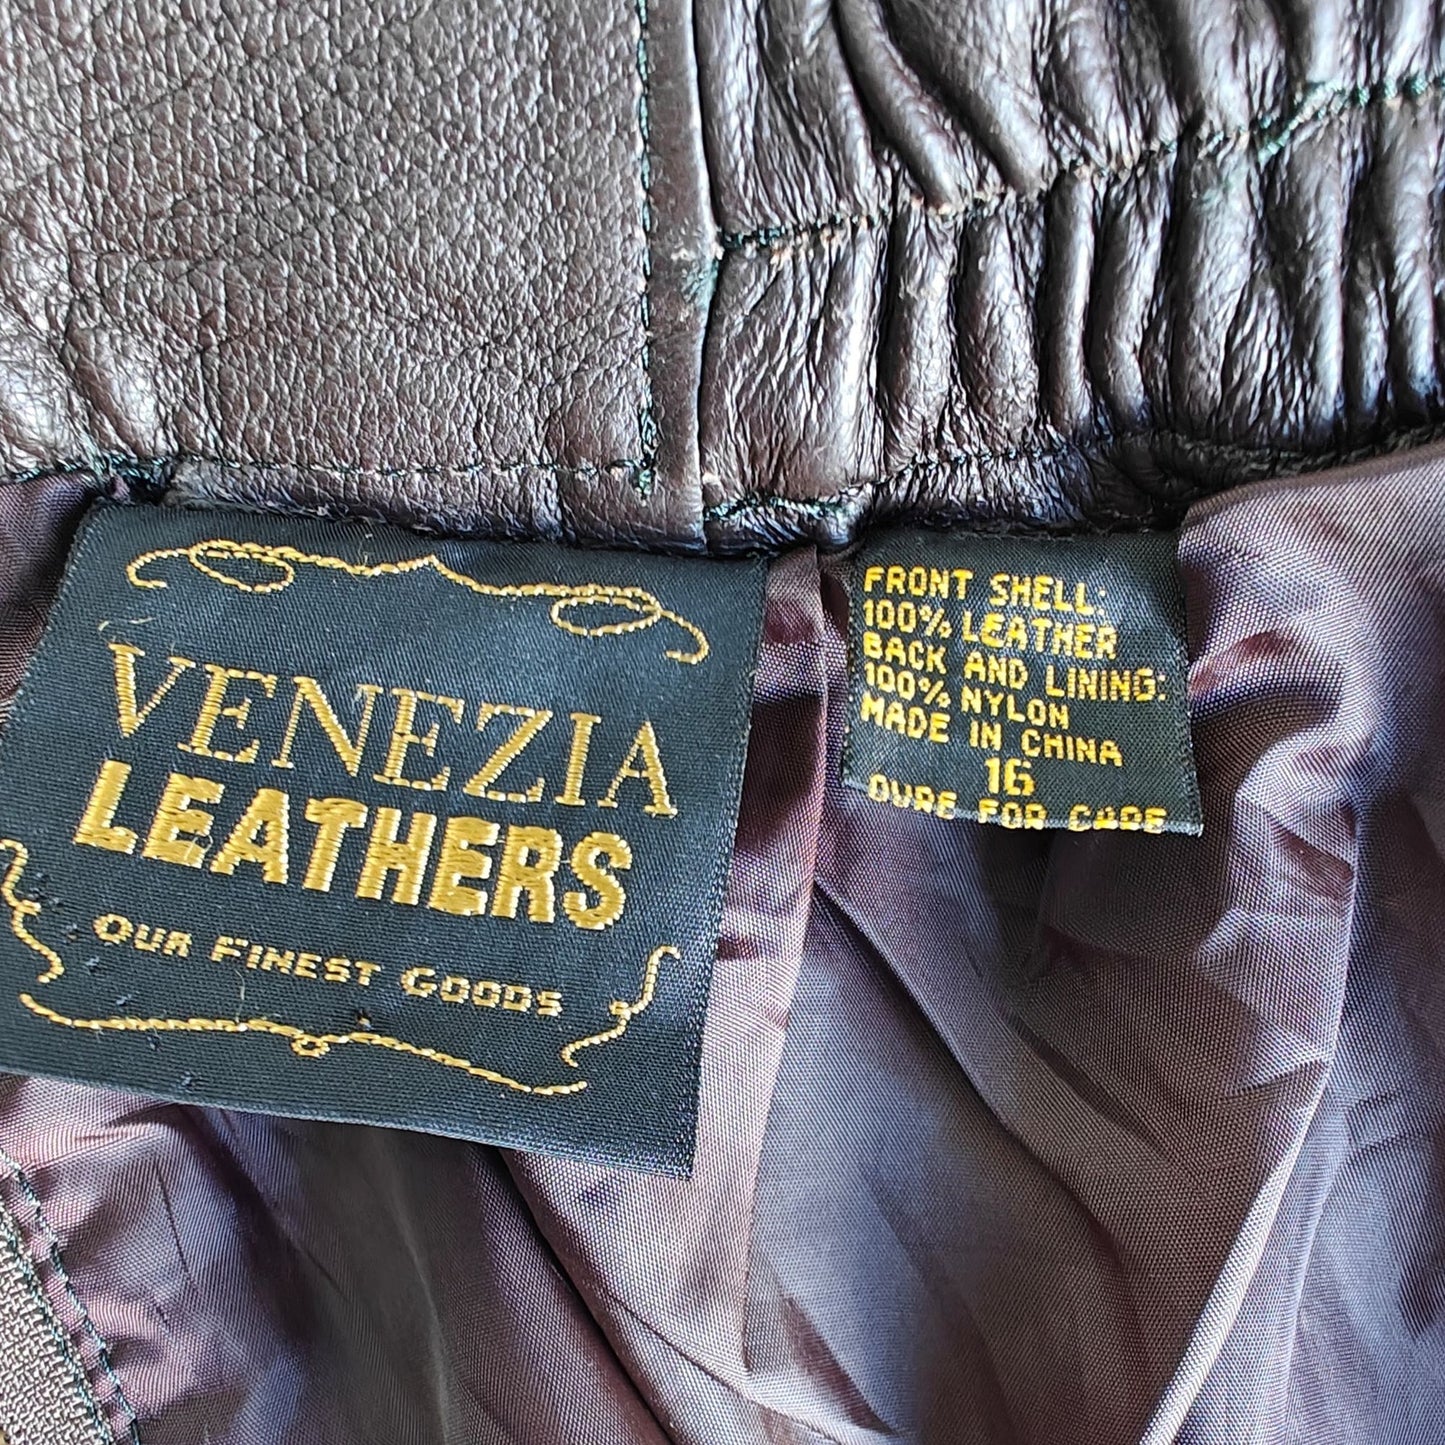 VENEZIA
LEATHERS
OUR FINEST GOODS
FRONT SHELL:
100% LEATHER
BACK AND LINING:
100% NYLON
MADE IN CHINA
16
OVRE FOR CARE